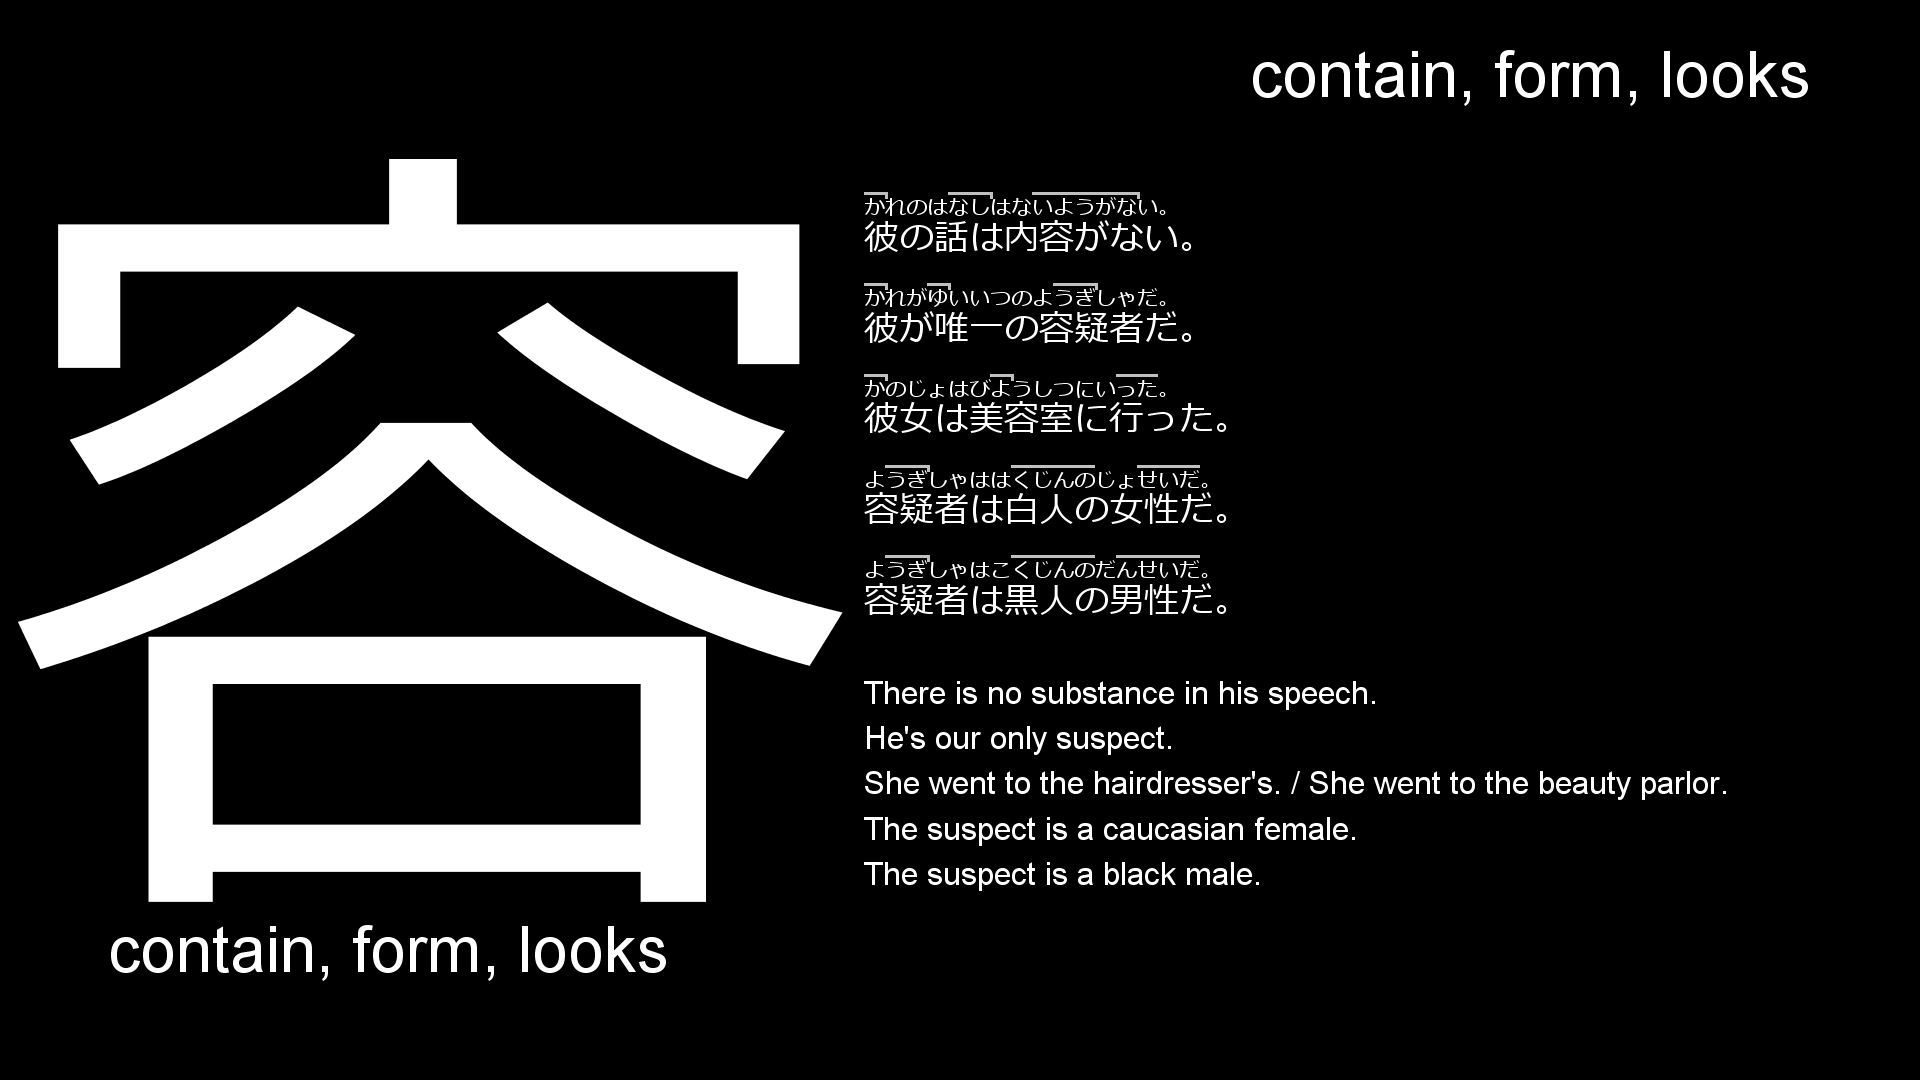 contain, form, looks
容
contain, form, looks
かれのはなしはないようがない。
彼の話は内容がない。
かれがゆいいつのようぎしゃだ。
彼が唯一の容疑者だ。
かのじょはびようしつにいった。
彼女は美容室に行った。
ようぎしゃははくじんのじょせいだ。
容疑者は白人の女性だ。
ようぎしゃはこくじんのだんせいだ。
容疑者は黒人の男性だ。
There is no substance in his speech.
He's our only suspect.
She went to the hairdresser's. / She went to the beauty parlor.
The suspect is a caucasian female.
The suspect is a black male.